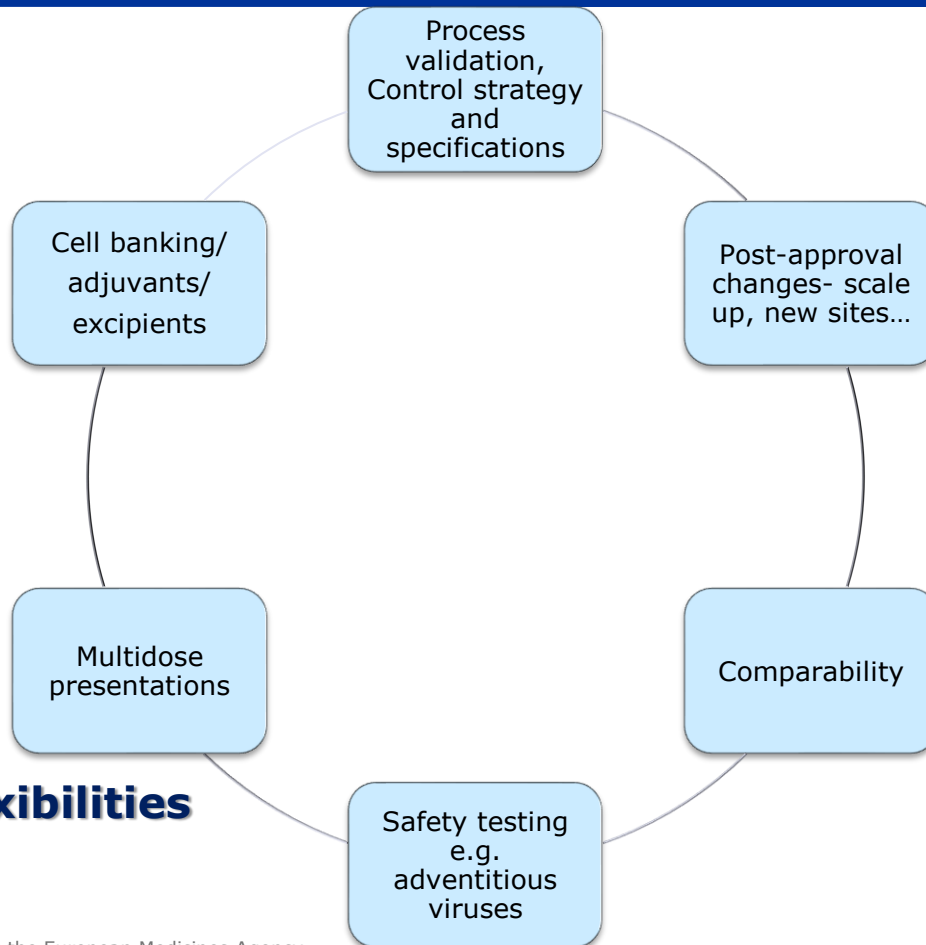 Process
validation,
Control strategy
and
specifications
Cell banking/
adjuvants/
excipients
Post-approval
changes- scale
up, new sites…
Multidose
presentations
Comparability
xibilities
Safety testing
e.g.
adventitious
viruses
the European Medicines Agency